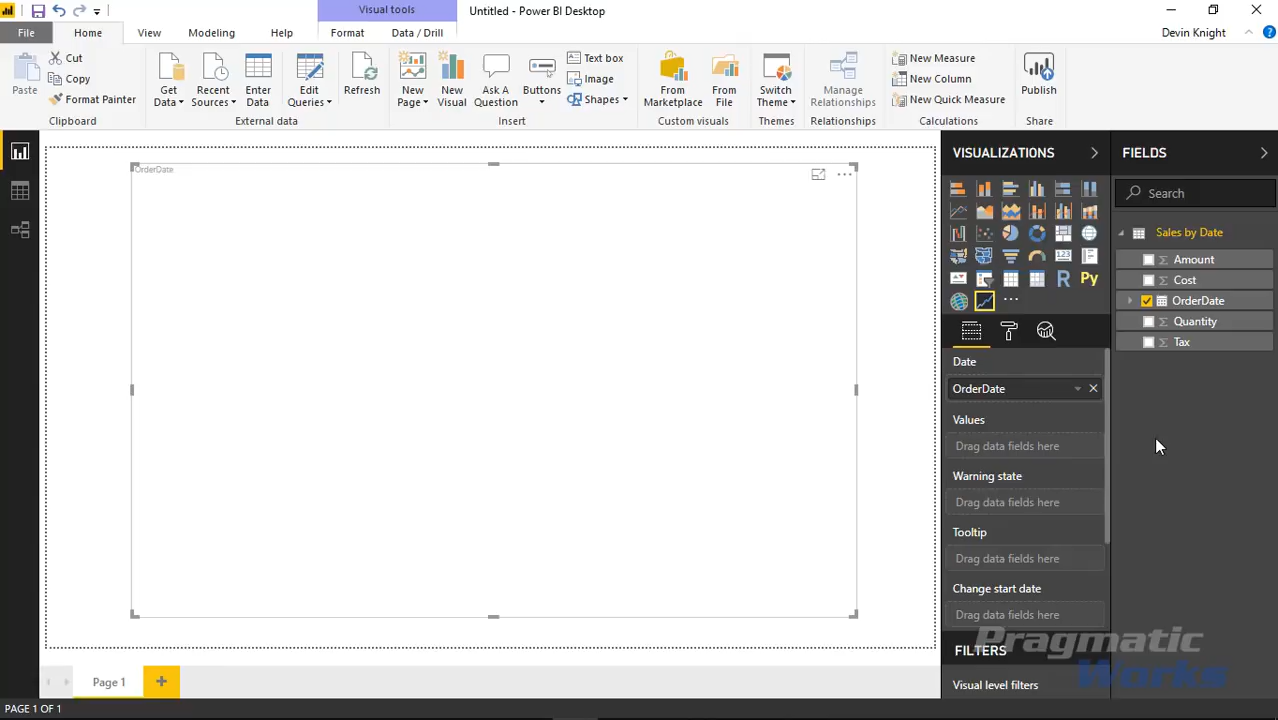 Visual tools
Untitled - Power BI Desktop
File
Home
View
Modeling
Help
Format
Data / Drill
Devin Knight
Paste
Cut
Copy
Format Painter
Clipboard
Get Data
Recent Sources
Enter Data
Edit Queries
Refresh
External data
New Page
New Visual
Ask A Question
Buttons
Text box
Image
Shapes
Insert
From Marketplace
From File
Custom visuals
Switch Theme
Themes
Manage Relationships
Relationships
New Measure
New Column
New Quick Measure
Calculations
Publish
Share
OrderDate
VISUALIZATIONS
123
R
Py
Date
OrderDate
Values
Drag data fields here
Warning state
Drag data fields here
Tooltip
Drag data fields here
Change start date
Drag data fields here
FILTERS
Visual level filters
FIELDS
Search
Sales by Date
Amount
Cost
OrderDate
Quantity
Tax
Pragmatic
Works
Page 1
PAGE 1 OF 1